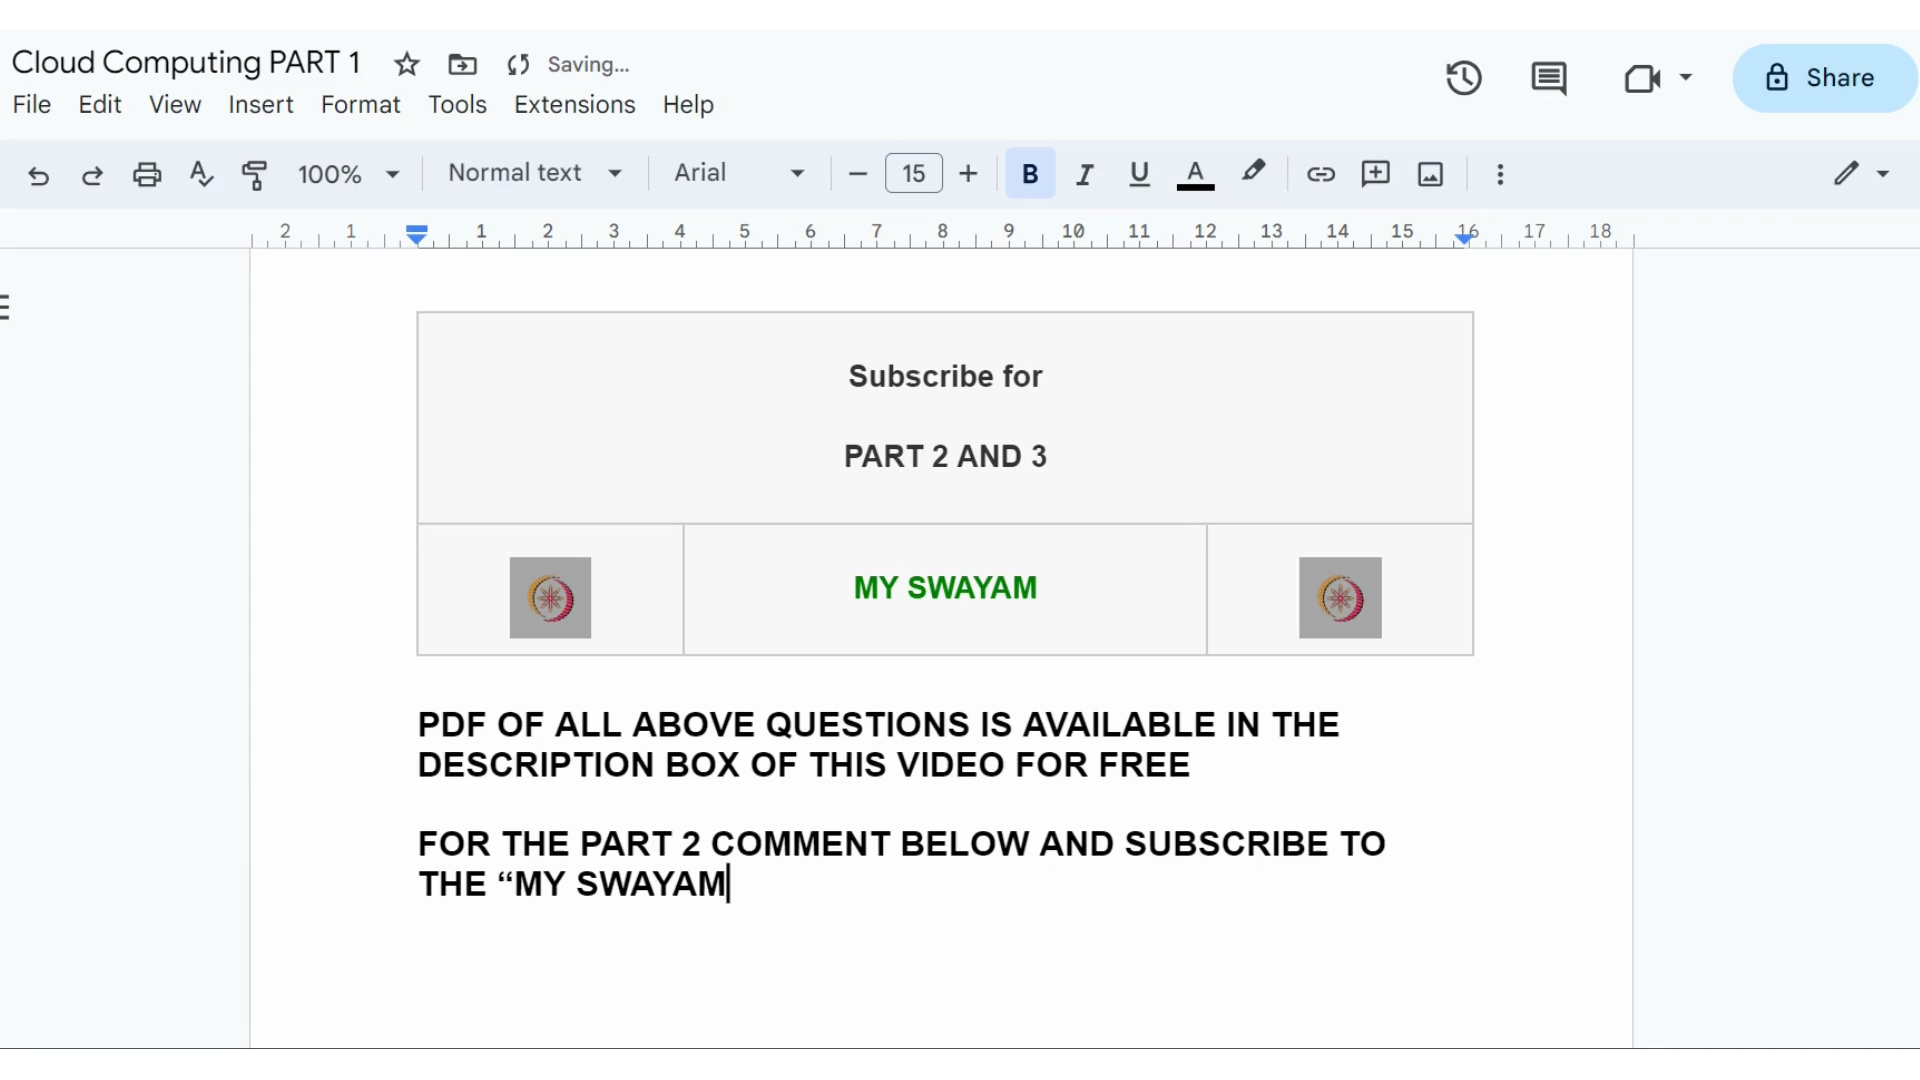 Cloud Computing PART 1 Saving...
File Edit View Insert Format Tools Extensions Help
Share
100% Normal text Arial 15 B I U A
2 1 1 2 3 4 5 6 7 8 9 10 11 12 13 14 15 16 17 18
Subscribe for
PART 2 AND 3
MY SWAYAM
PDF OF ALL ABOVE QUESTIONS IS AVAILABLE IN THE
DESCRIPTION BOX OF THIS VIDEO FOR FREE
FOR THE PART 2 COMMENT BELOW AND SUBSCRIBE TO
THE “MY SWAYAM